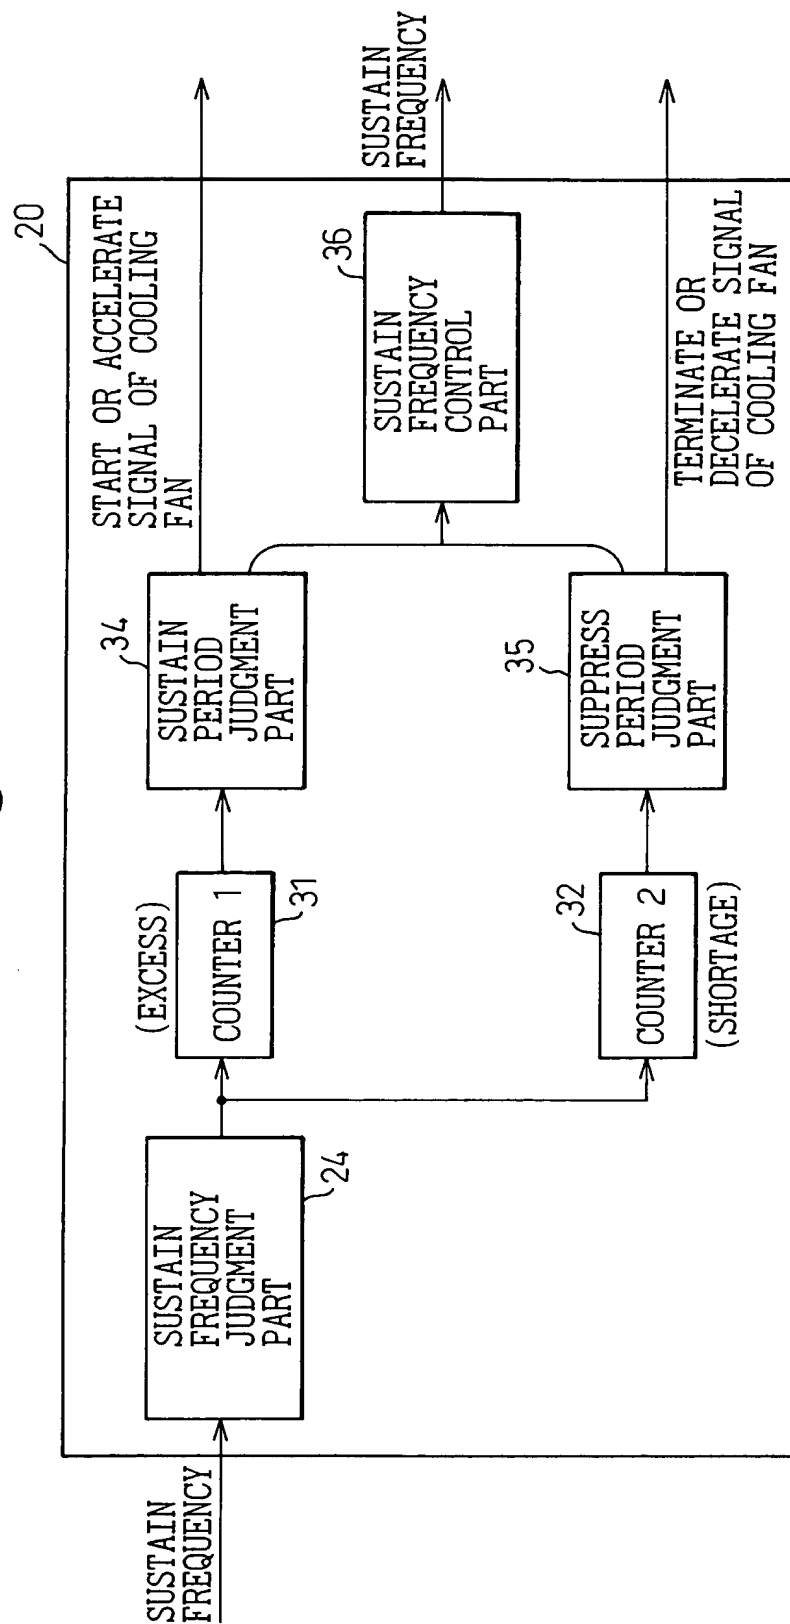 SUSTAIN
FREQUENCY
20
SUSTAIN
FREQUENCY
JUDGMENT
PART
24
(EXCESS)
COUNTER 1
31
COUNTER 2
32
(SHORTAGE)
SUSTAIN
PERIOD
JUDGMENT
PART
34
SUPPRESS
PERIOD
JUDGMENT
PART
35
START OR ACCELERATE
SIGNAL OF COOLING
FAN
SUSTAIN
FREQUENCY
CONTROL
PART
36
TERMINATE OR
DECELERATE SIGNAL
OF COOLING FAN
SUSTAIN
FREQUENCY